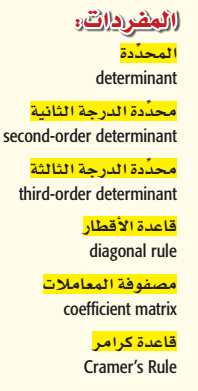 المفردات:
المحدِّدة
determinant
محدِّدة الدرجة الثانية
second-order determinant
محدِّدة الدرجة الثالثة
third-order determinant
قاعدة الأقطار
diagonal rule
مصفوفة المعاملات
coefficient matrix
قاعدة كرامر
Cramer's Rule